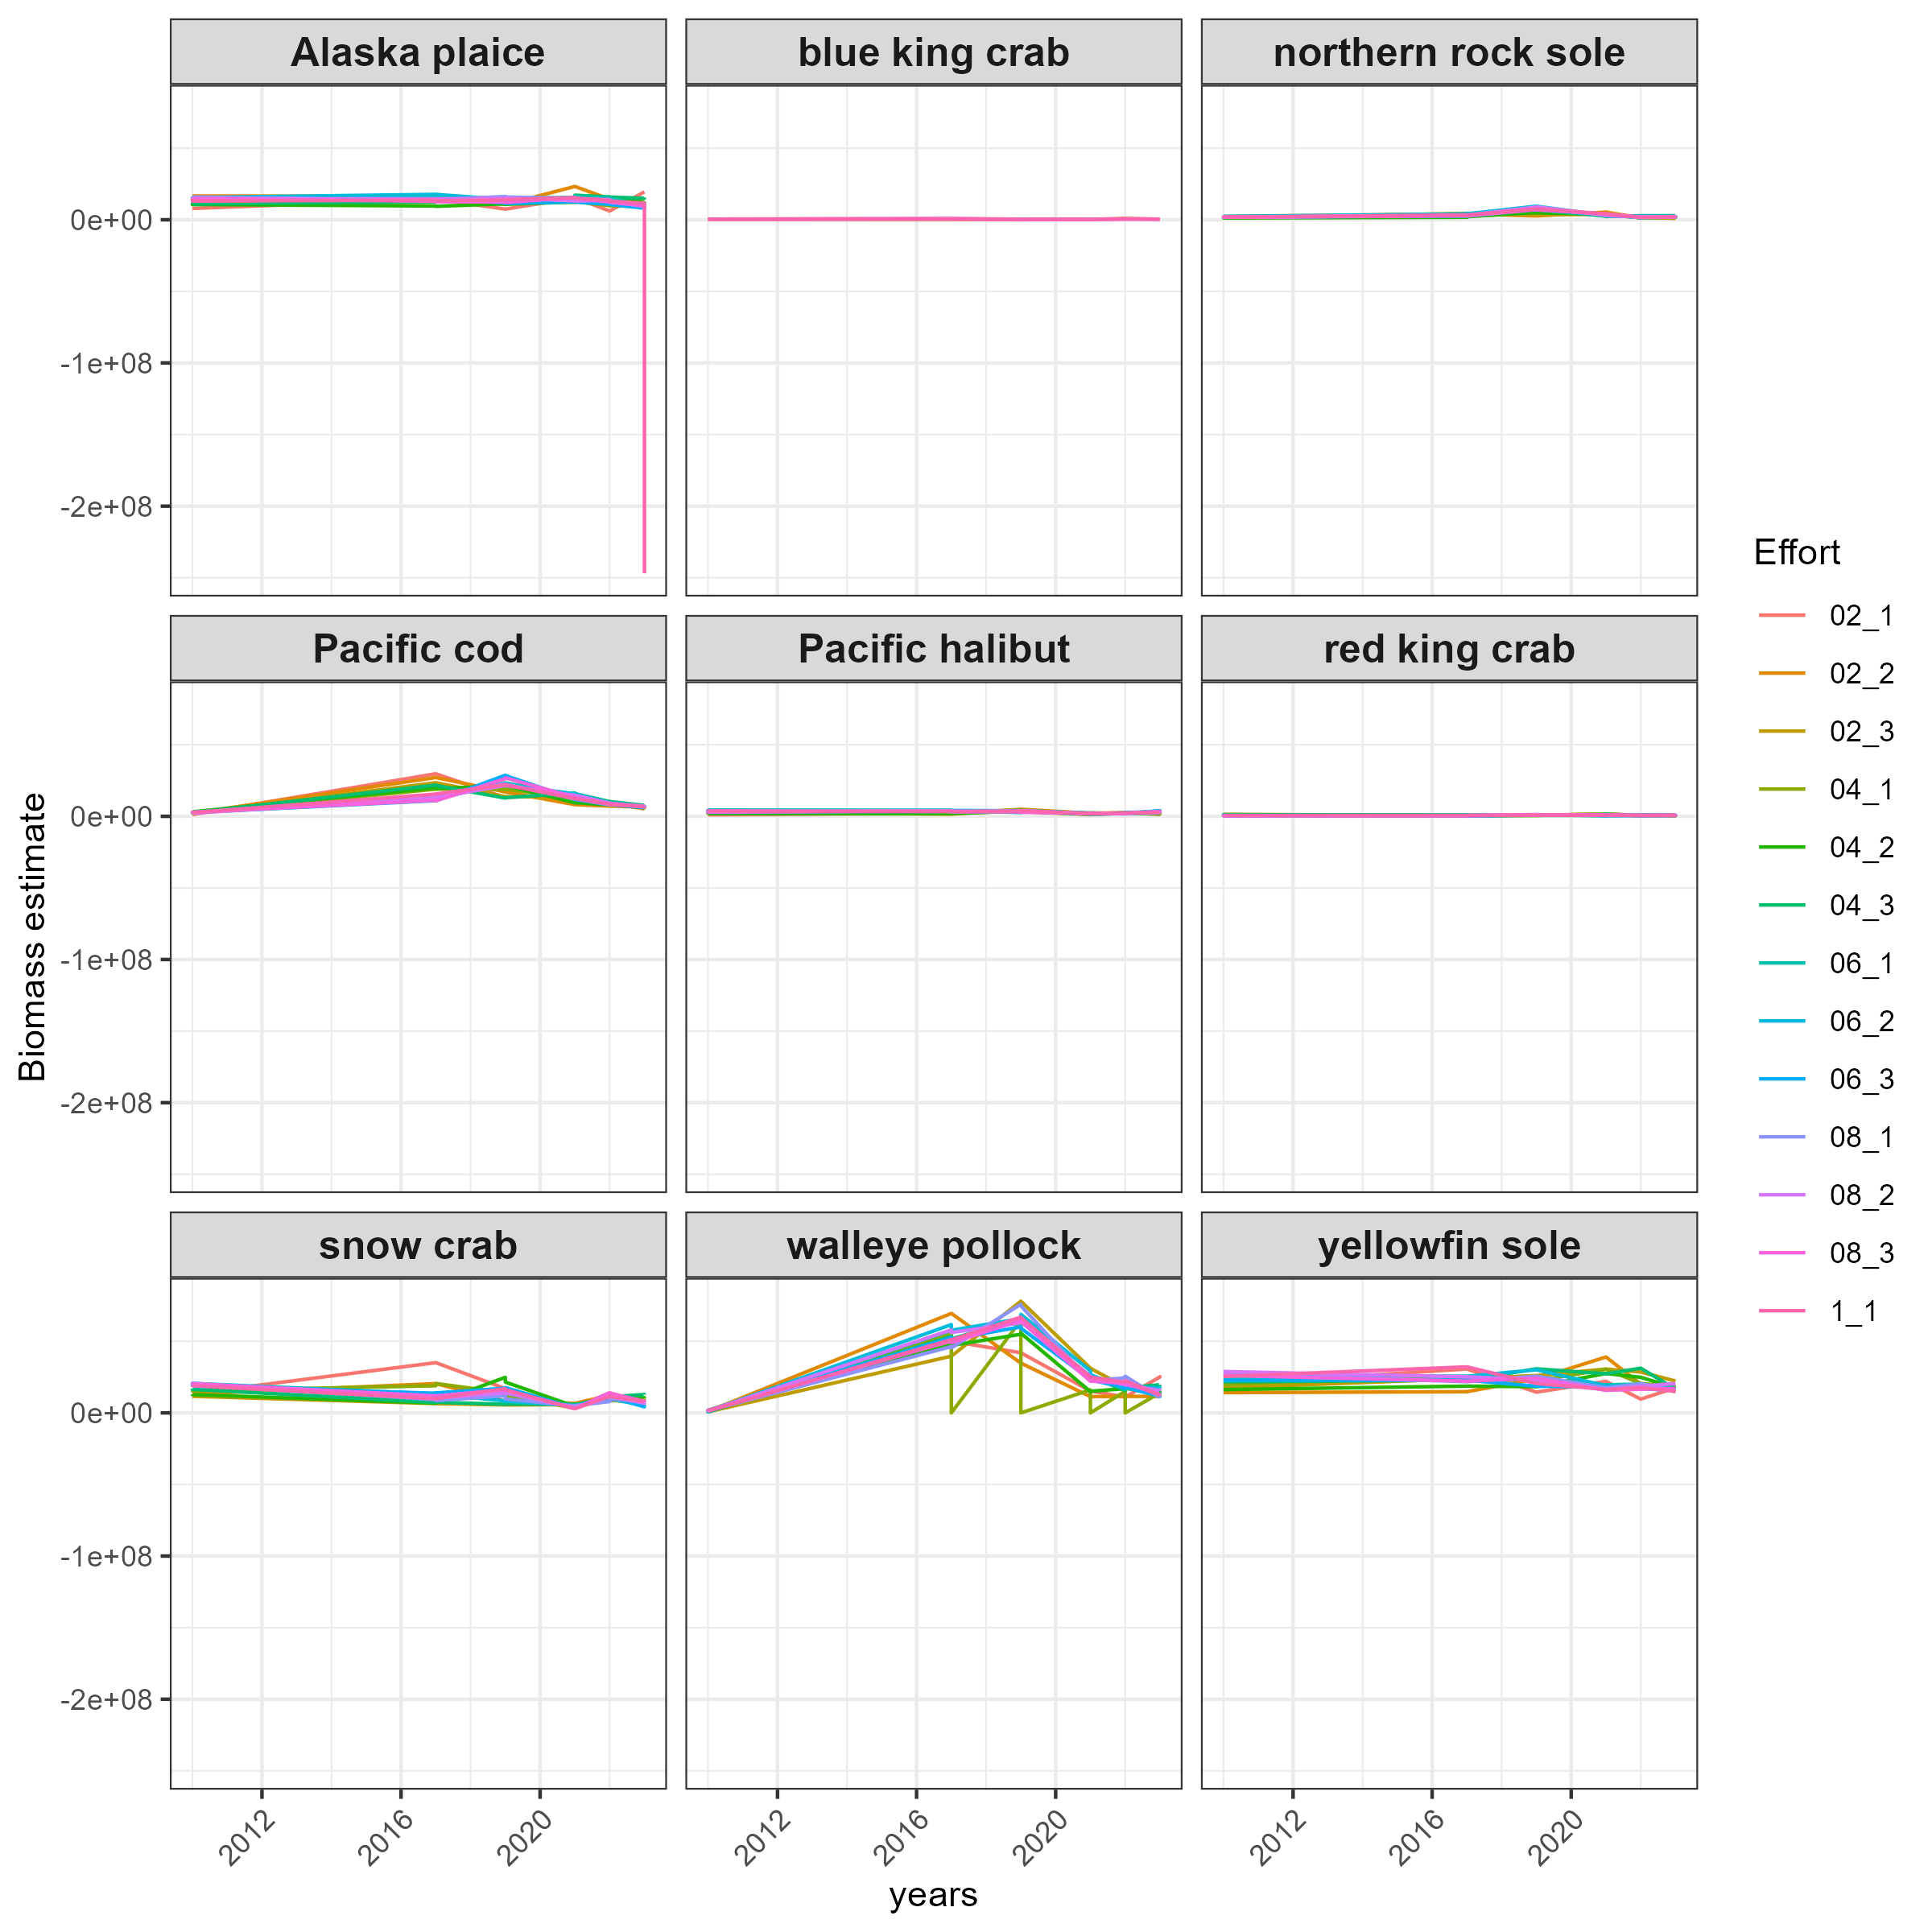 Alaska plaice
blue king crab
northern rock sole
0e+00
-1e+08
-2e+08
Pacific cod
Pacific halibut
red king crab
0e+00
-1e+08
-2e+08
snow crab
walleye pollock
yellowfin sole
0e+00
-1e+08
-2e+08
2012
2016
2020
2012
2016
2020
2012
2016
2020
years
Biomass estimate
Effort
02_1
02_2
02_3
04_1
04_2
04_3
06_1
06_2
06_3
08_1
08_2
08_3
1_1